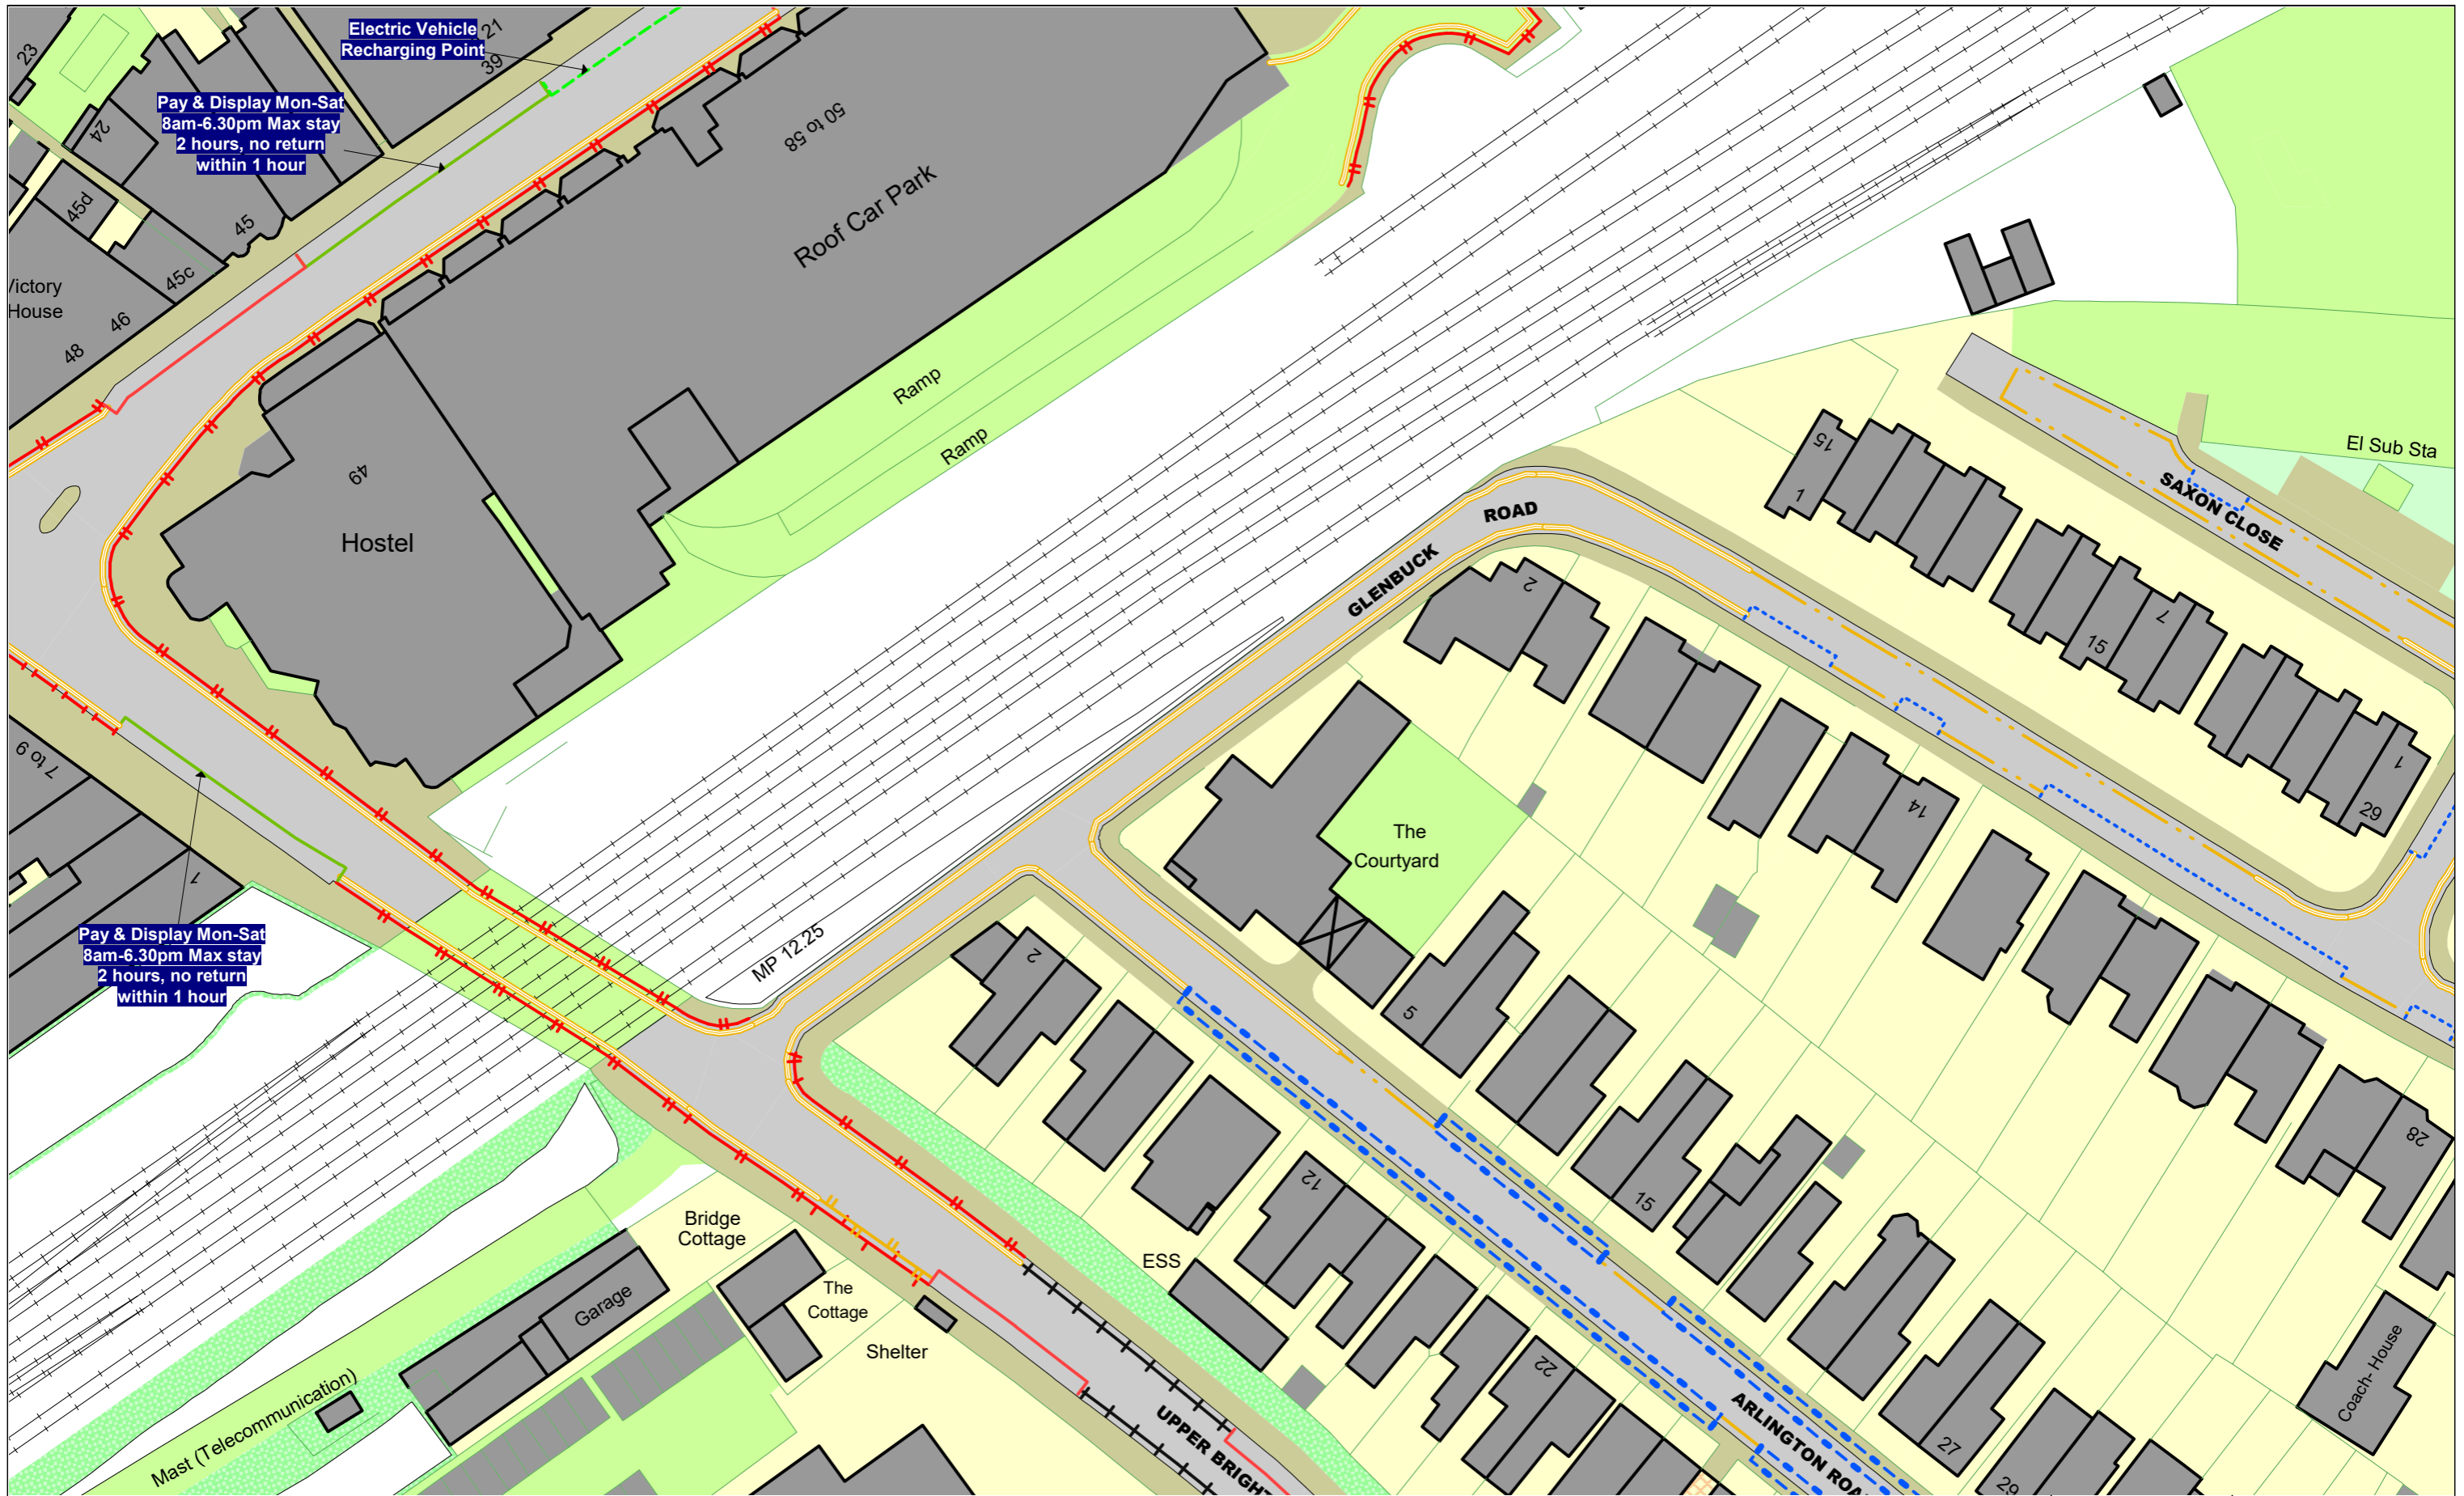 Electric Vehicle
Recharging Point
21
39
23
Pay & Display Mon-Sat
8am-6.30pm Max stay
2 hours, no return
within 1 hour
24
45d
45
45c
Victory
House
46
48
50 to 58
Roof Car Park
Ramp
Ramp
49
Hostel
7 to 9
1
Pay & Display Mon-Sat
8am-6.30pm Max stay
2 hours, no return
within 1 hour
MP 12.25
GLENBUCK
ROAD
SAXON CLOSE
El Sub Sta
15
1
15
7
1
29
2
14
28
The
Courtyard
2
5
12
15
22
27
29
ESS
Bridge
Cottage
The
Cottage
Garage
Shelter
Mast (Telecommunication)
UPPER BRIGHT
ARLINGTON ROA
Coach-House